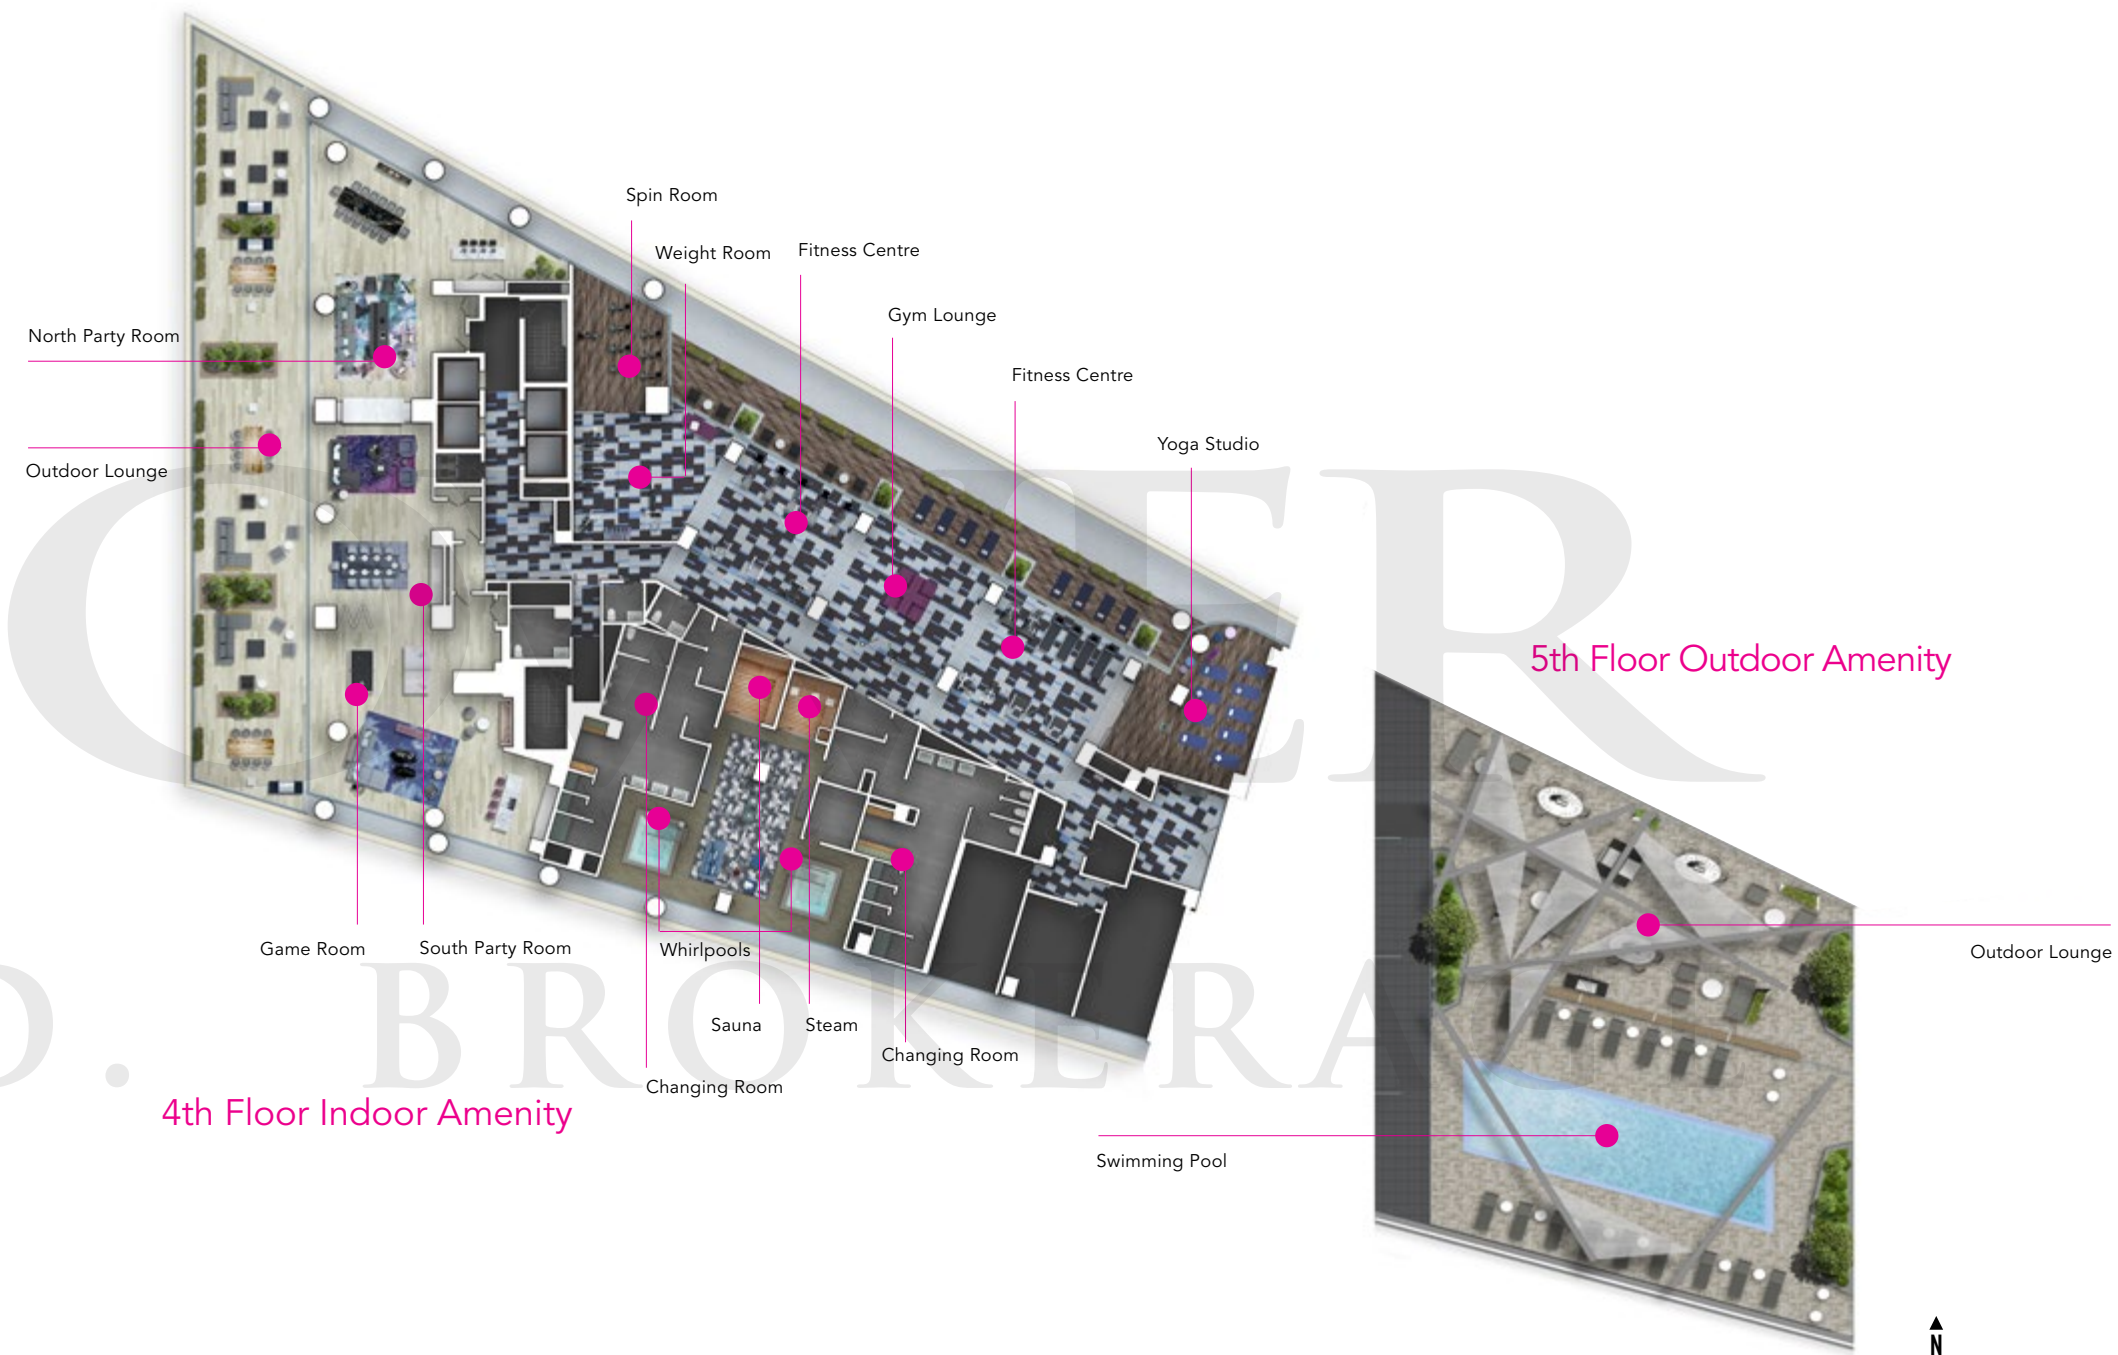 Spin Room
Weight Room
Fitness Centre
Gym Lounge
North Party Room
Fitness Centre
Yoga Studio
Outdoor Lounge
5th Floor Outdoor Amenity
Game Room
South Party Room
Whirlpools
Outdoor Lounge
Sauna
Steam
Changing Room
Changing Room
4th Floor Indoor Amenity
Swimming Pool
N